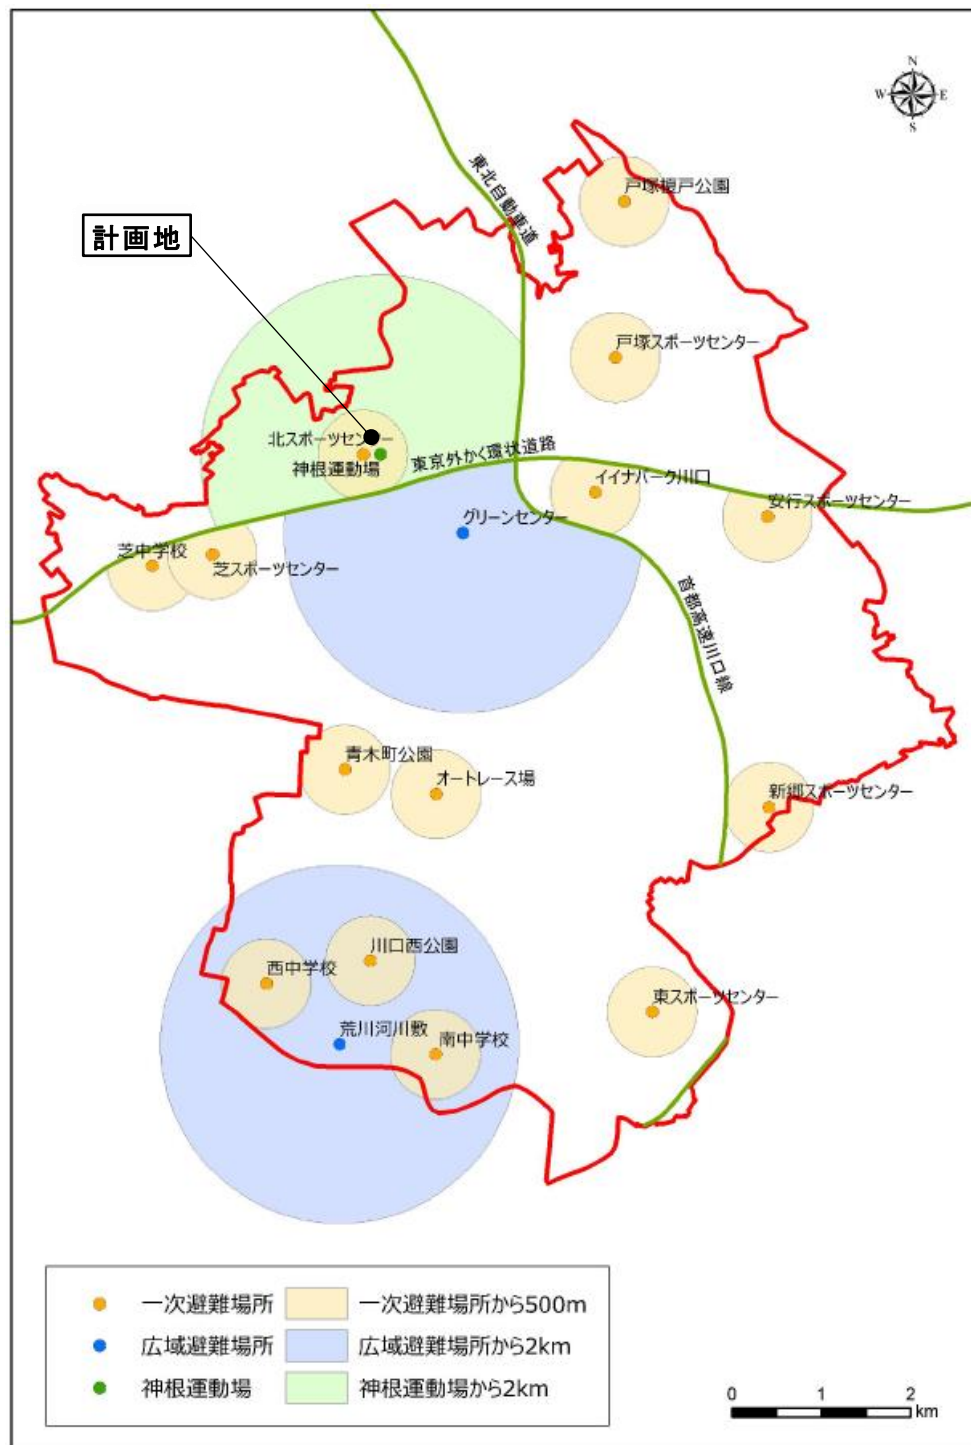 N
W E
S
東北自動車道
戸塚榎戸公園
計画地
戸塚スポーツセンター
北スポーツセンター
神根運動場
東京外かく環状道路
イイナパーク川口
安行スポーツセンター
グリーンセンター
芝中学校
芝スポーツセンター
首都高速川口線
青木町公園
オートレース場
新郷スポーツセンター
川口西公園
西中学校
東スポーツセンター
荒川河川敷
南中学校
一次避難場所 一次避難場所から500m
広域避難場所 広域避難場所から2km
神根運動場 神根運動場から2km
0 1 2
km